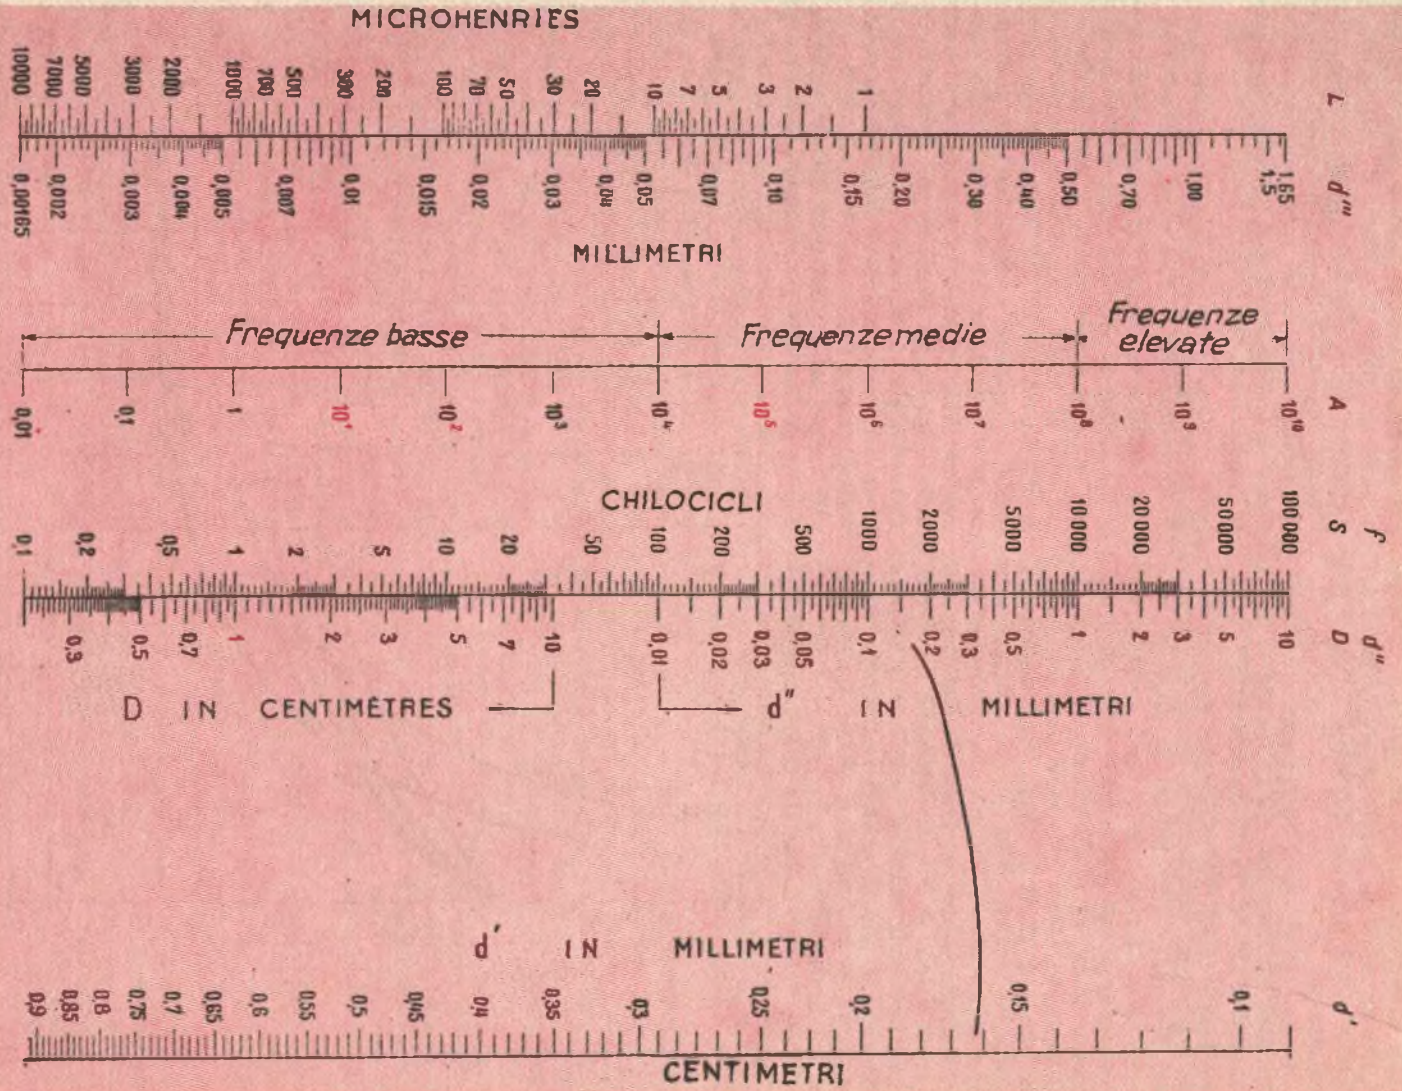 MICROHENRIES
10000 7000 5000 3000 2000 1000 700 500 300 200 100 70 50 30 20 10 7 5 3 2 1 L
0,00165 0,002 0,003 0,004 0,005 0,007 0,01 0,015 0,02 0,03 0,04 0,05 0,07 0,10 0,15 0,20 0,30 0,40 0,50 0,70 1,00 1,5 1,65 d'''
MILLIMETRI
Frequenze basse Frequenze medie Frequenze
elevate
0,01 0,1 1 10¹ 10² 10³ 10⁴ 10⁵ 10⁶ 10⁷ 10⁸ 10⁹ 10¹⁰ A
CHILOCICLI
0,1 0,2 0,5 1 2 5 10 20 50 100 200 500 1000 2000 5000 10 000 20 000 50 000 100 000 S f
0,3 0,5 0,7 1 2 3 5 7 10 0,01 0,02 0,03 0,05 0,1 0,2 0,3 0,5 1 2 3 5 10 D d''
D IN CENTIMÈTRES d'' IN MILLIMETRI
d' IN MILLIMETRI
0,9 0,85 0,8 0,75 0,7 0,65 0,6 0,55 0,5 0,45 0,4 0,35 0,3 0,25 0,2 0,15 0,1 d'
CENTIMETRI